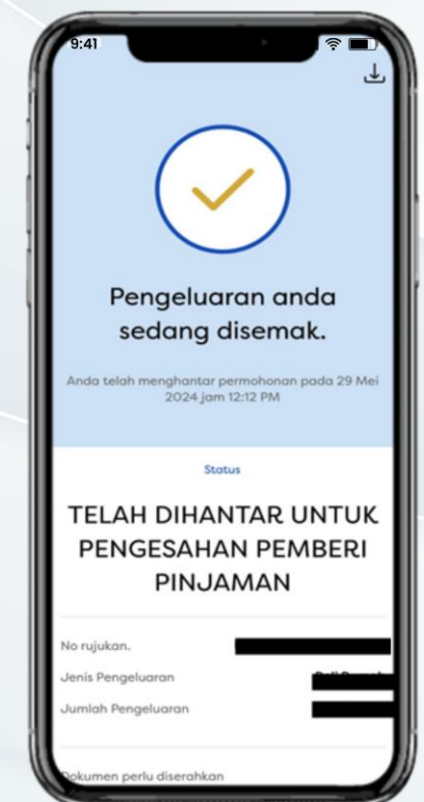 9:41
Pengeluaran anda
sedang disemak.
Anda telah menghantar permohonan pada 29 Mei
2024 jam 12:12 PM
Status
TELAH DIHANTAR UNTUK
PENGESAHAN PEMBERI
PINJAMAN
No rujukan.
Jenis Pengeluaran
Jumlah Pengeluaran
Dokumen perlu diserahkan